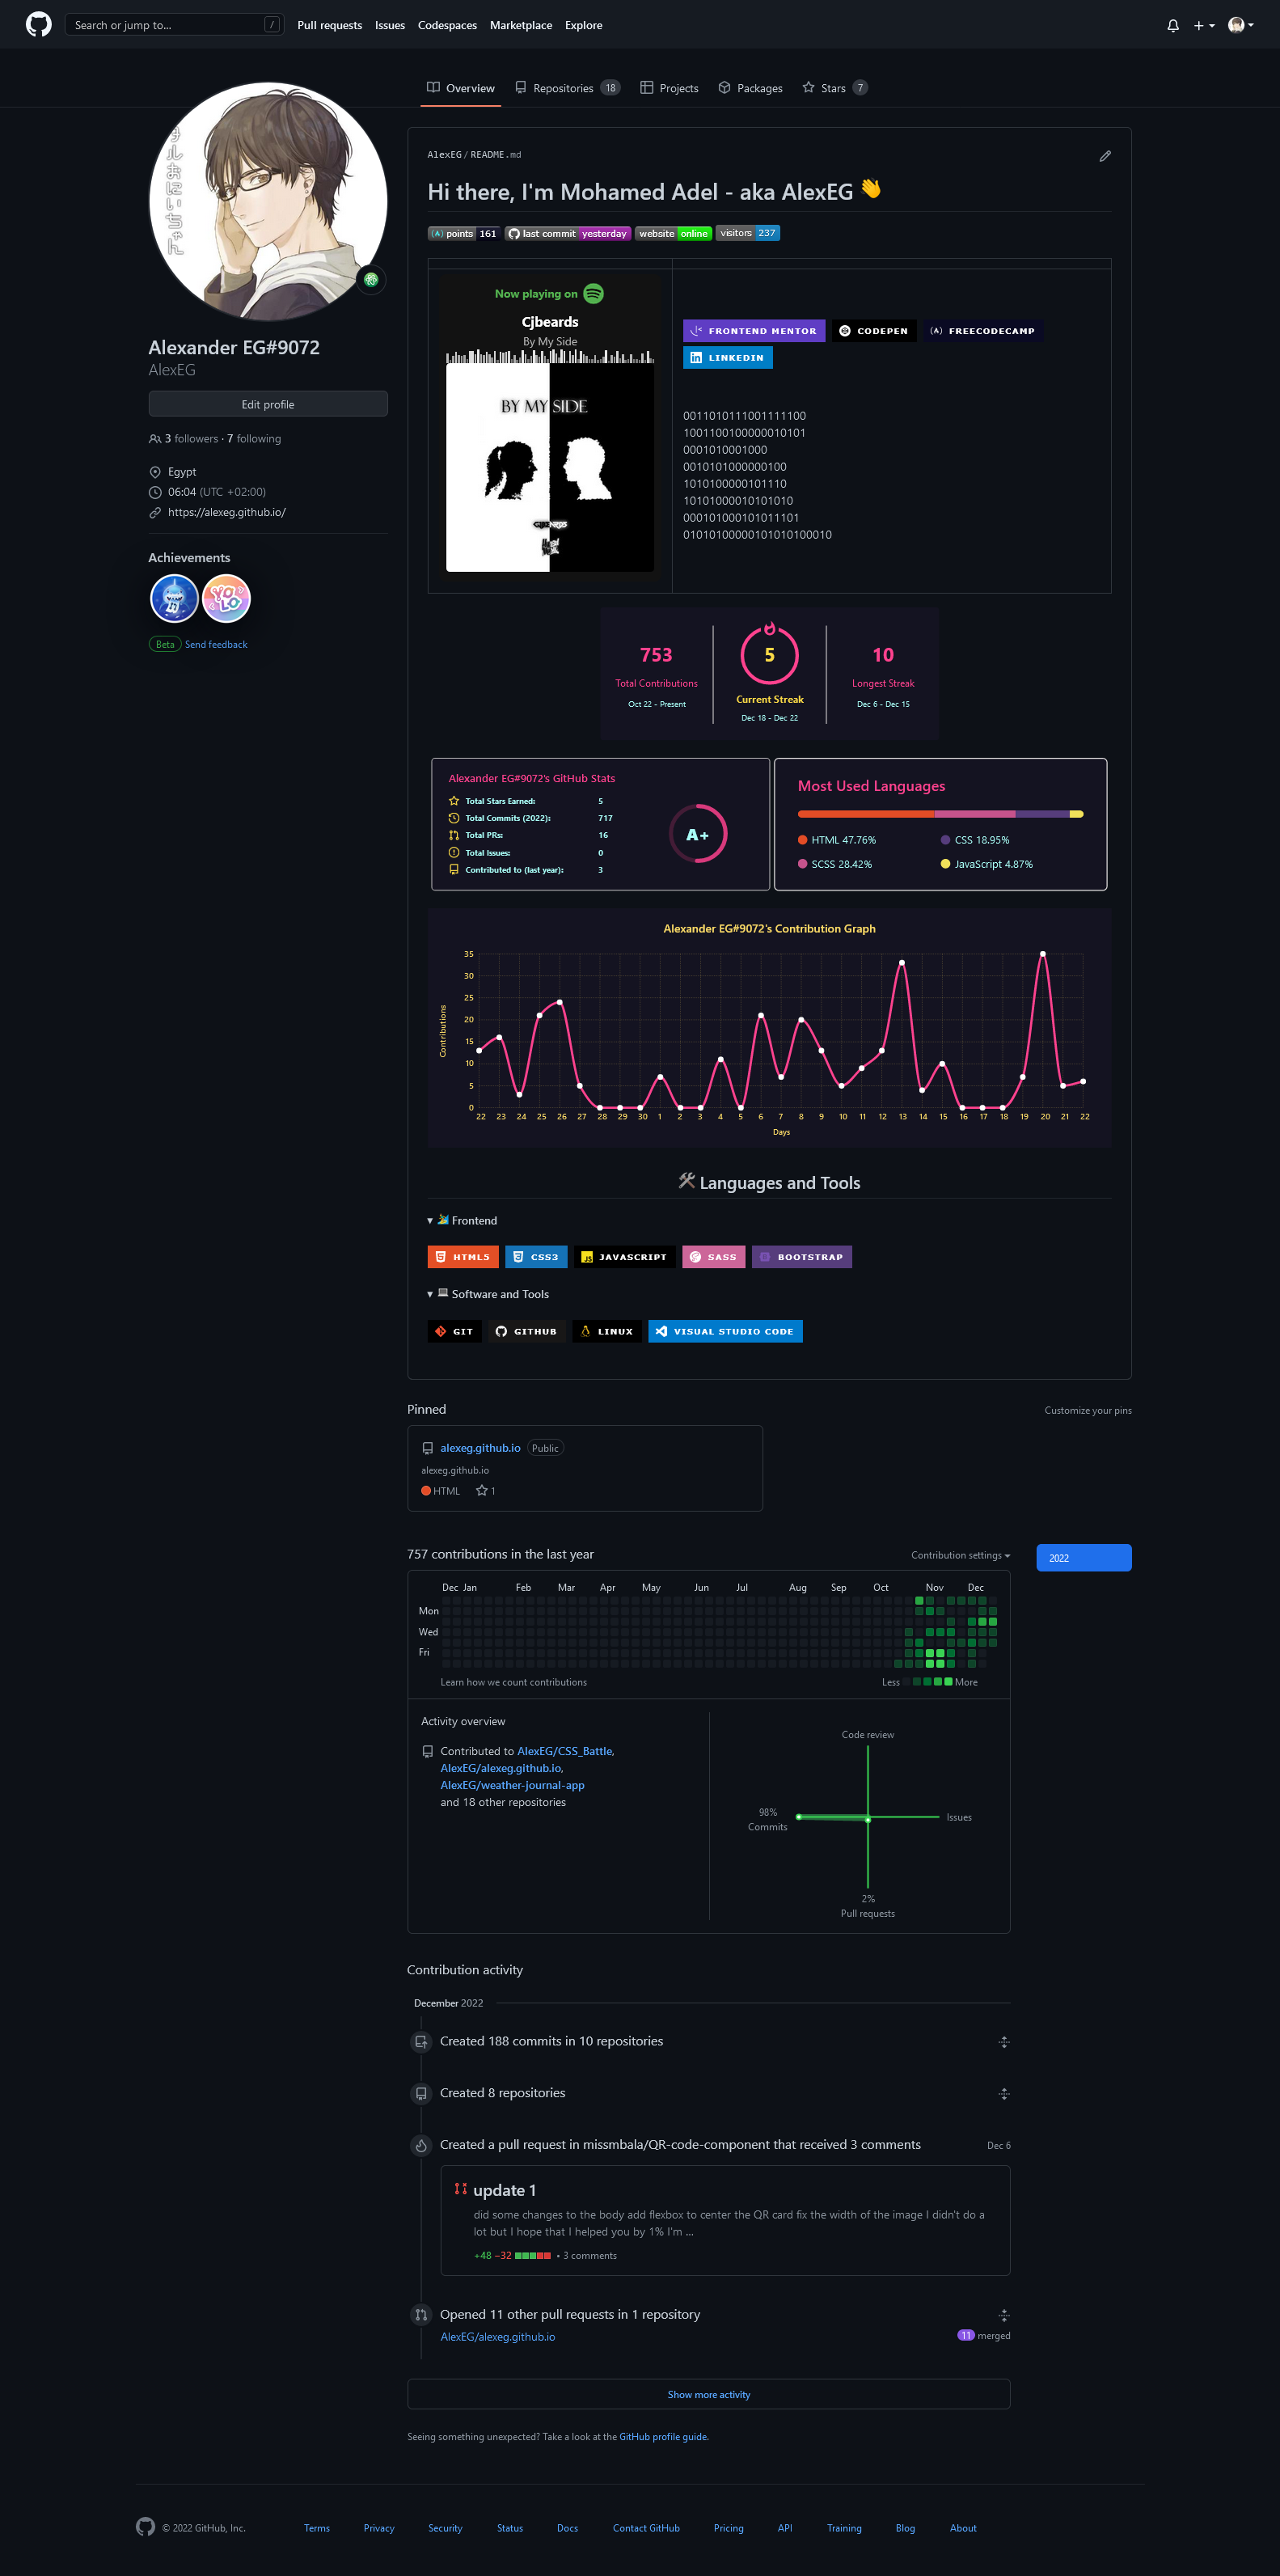 Search or jump to... /
Pull requests Issues Codespaces Marketplace Explore
Overview Repositories 18 Projects Packages Stars 7
おにいちゃん
Alexander EG#9072
AlexEG
Edit profile
3 followers · 7 following
Egypt
06:04 (UTC +02:00)
https://alexeg.github.io/
Achievements
YOLO
Beta Send feedback
AlexEG / README.md
Hi there, I'm Mohamed Adel - aka AlexEG 👋
points 161 last commit yesterday website online visitors 237
Now playing on
Cjbeards
By My Side
BY MY SIDE
FRONTEND MENTOR CODEPEN FREECODECAMP
LINKEDIN
0011010111001111100
1001100100000010101
0001010001000
0010101000000100
1010100000101110
10101000010101010
000101000101011101
01010100000101010100010
753 5 10
Total Contributions Current Streak Longest Streak
Oct 22 - Present Dec 18 - Dec 22 Dec 6 - Dec 15
Alexander EG#9072's GitHub Stats
Total Stars Earned: 5
Total Commits (2022): 717
Total PRs: 16
Total Issues: 0
Contributed to (last year): 3
A+
Most Used Languages
HTML 47.76% CSS 18.95%
SCSS 28.42% JavaScript 4.87%
Alexander EG#9072's Contribution Graph
35
30
25
20
15
10
5
0
Contributions
22 23 24 25 26 27 28 29 30 1 2 3 4 5 6 7 8 9 10 11 12 13 14 15 16 17 18 19 20 21 22
Days
🛠 Languages and Tools
▾ Frontend
HTML5 CSS3 JAVASCRIPT SASS BOOTSTRAP
▾ Software and Tools
GIT GITHUB LINUX VISUAL STUDIO CODE
Pinned Customize your pins
alexeg.github.io Public
alexeg.github.io
HTML 1
757 contributions in the last year Contribution settings 2022
Dec Jan Feb Mar Apr May Jun Jul Aug Sep Oct Nov Dec
Mon
Wed
Fri
Learn how we count contributions Less More
Activity overview
Contributed to AlexEG/CSS_Battle,
AlexEG/alexeg.github.io,
AlexEG/weather-journal-app
and 18 other repositories
Code review
98%
Commits
Issues
2%
Pull requests
Contribution activity
December 2022
Created 188 commits in 10 repositories
Created 8 repositories
Created a pull request in missmbala/QR-code-component that received 3 comments Dec 6
update 1
did some changes to the body add flexbox to center the QR card fix the width of the image I didn't do a
lot but I hope that I helped you by 1% I'm ...
+48 −32 • 3 comments
Opened 11 other pull requests in 1 repository
AlexEG/alexeg.github.io 11 merged
Show more activity
Seeing something unexpected? Take a look at the GitHub profile guide.
© 2022 GitHub, Inc. Terms Privacy Security Status Docs Contact GitHub Pricing API Training Blog About